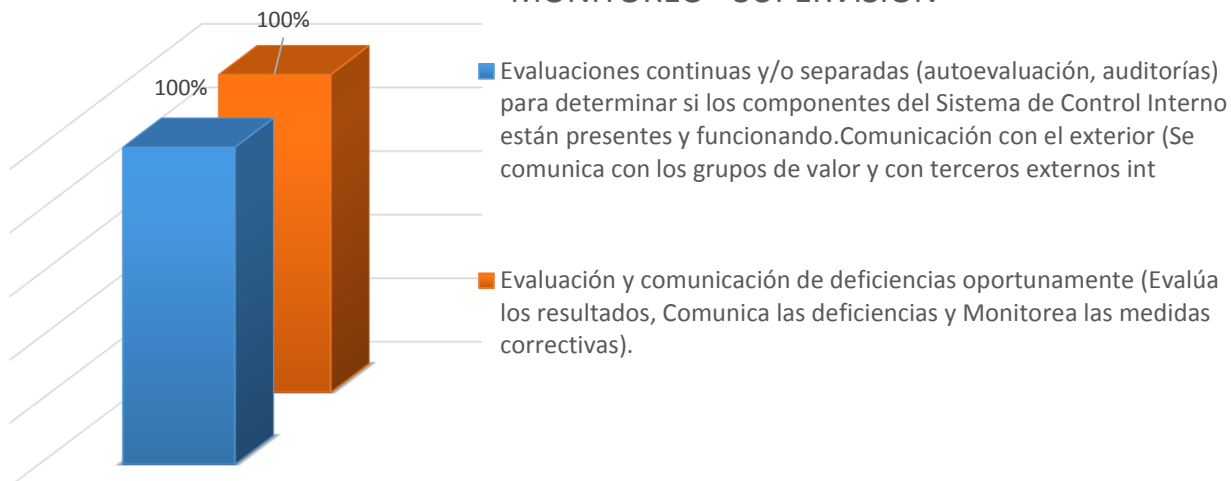 MONITOREO - SUPERVISIÓN
100%
100%
Evaluaciones continuas y/o separadas (autoevaluación, auditorías)
para determinar si los componentes del Sistema de Control Interno
están presentes y funcionando.Comunicación con el exterior (Se
comunica con los grupos de valor y con terceros externos int
Evaluación y comunicación de deficiencias oportunamente (Evalúa
los resultados, Comunica las deficiencias y Monitorea las medidas
correctivas).